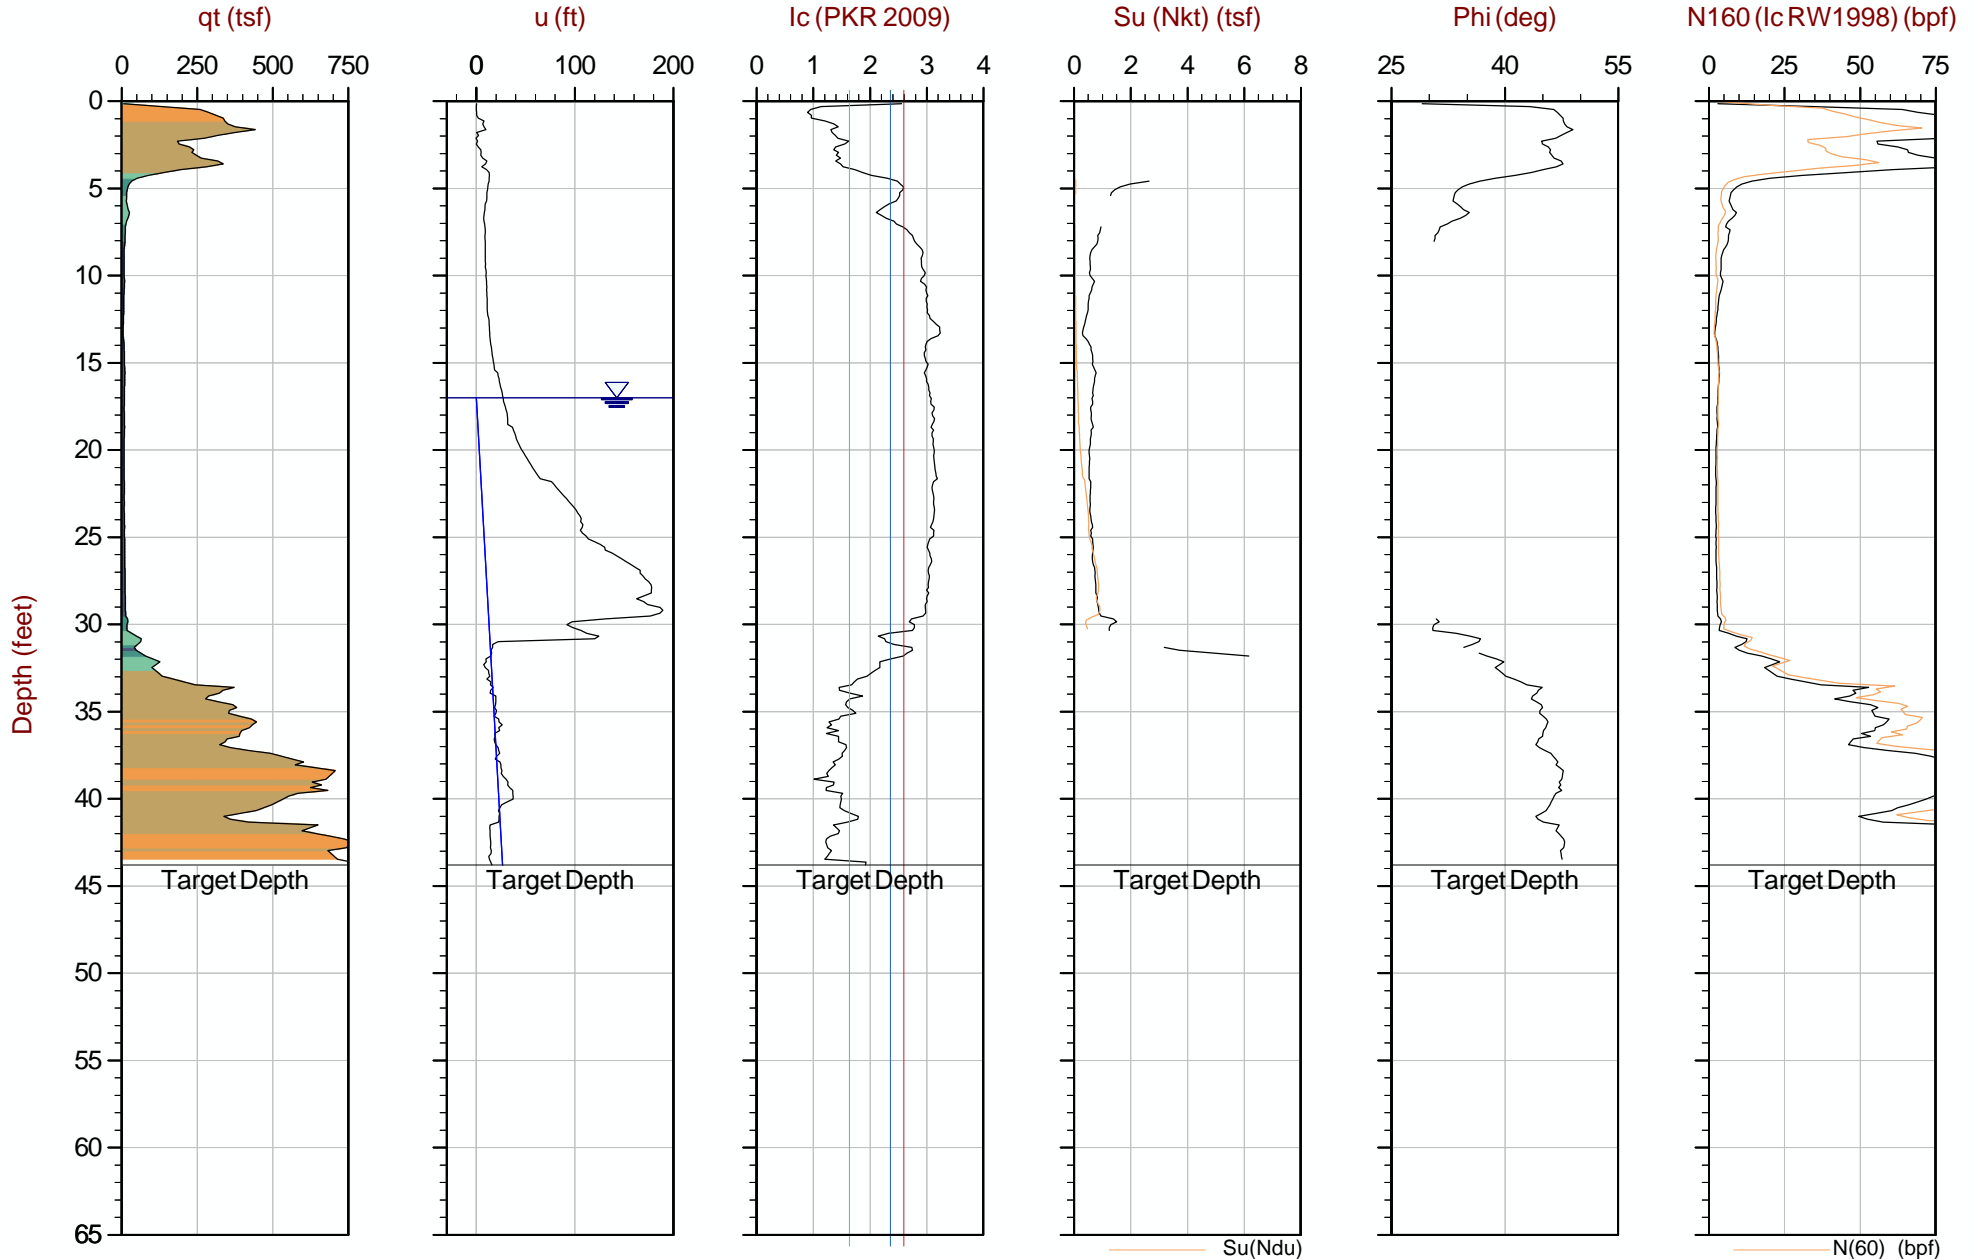 qt (tsf) u (ft) Ic (PKR 2009) Su (Nkt) (tsf) Phi (deg) N160 (Ic RW1998) (bpf)
0 250 500 750 0 100 200 0 1 2 3 4 0 2 4 6 8 25 40 55 0 25 50 75
0
5
10
15
20
25
30
35
40
45
50
55
60
65
Depth (feet)
Target Depth Target Depth Target Depth Target Depth Target Depth Target Depth
Su(Ndu) N(60) (bpf)